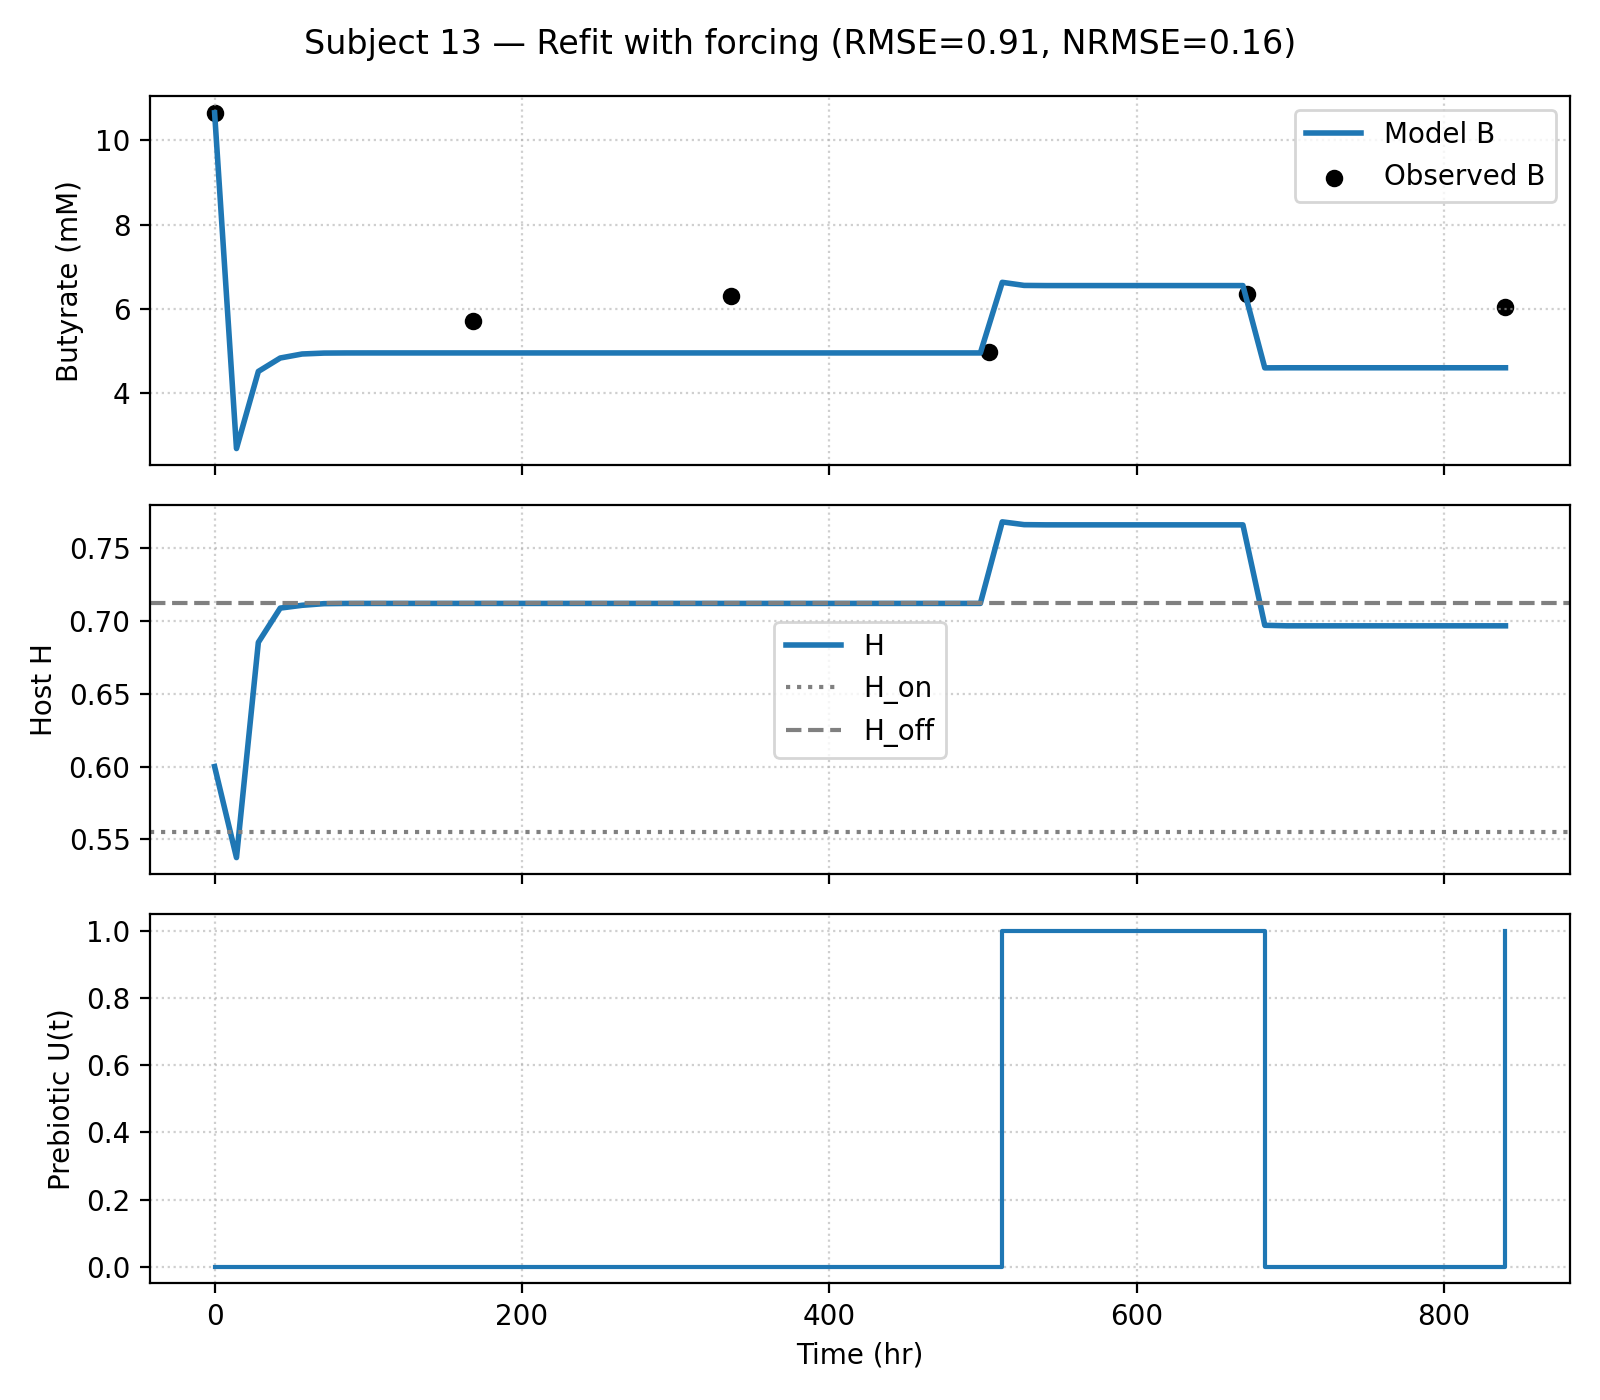 Subject 13 — Refit with forcing (RMSE=0.91, NRMSE=0.16)
Butyrate (mM)
10
8
6
4
Model B
Observed B
Host H
0.75
0.70
0.65
0.60
0.55
H
H_on
H_off
Prebiotic U(t)
1.0
0.8
0.6
0.4
0.2
0.0
0 200 400 600 800
Time (hr)